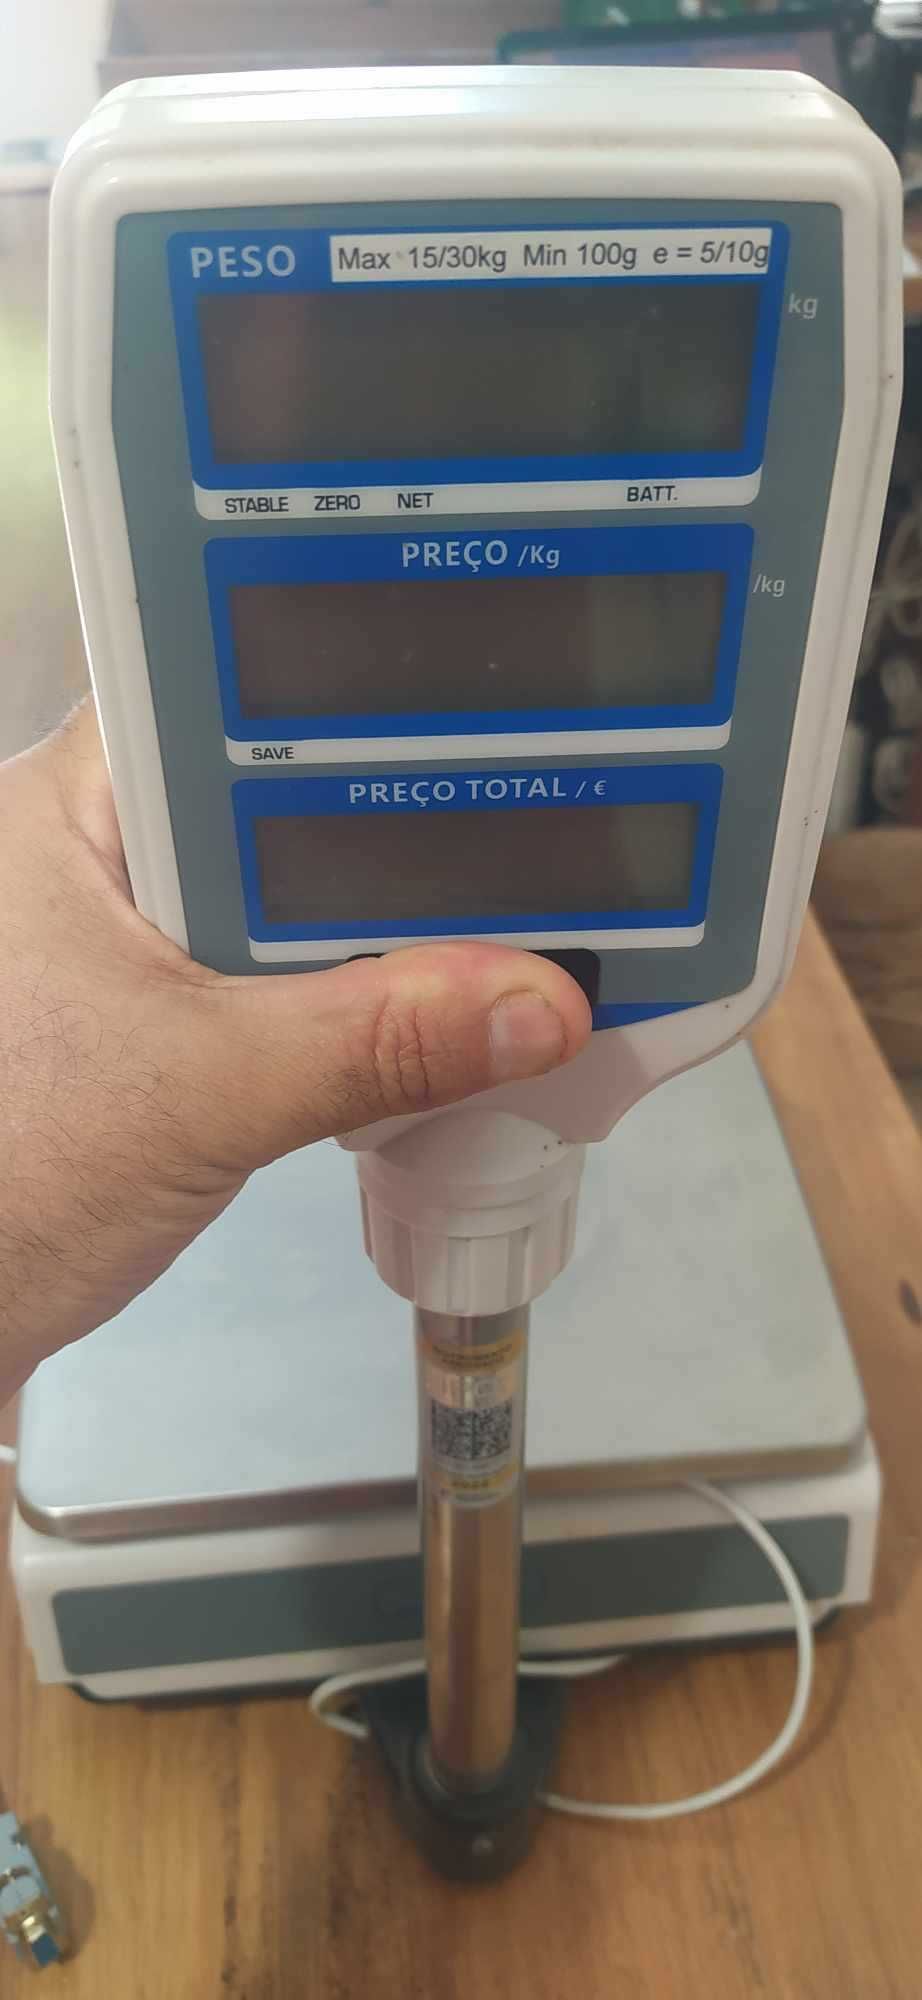 PESO Max 15/30kg Min 100g e = 5/10g
kg
STABLE ZERO NET BATT.
PREÇO /Kg
/kg
SAVE
PREÇO TOTAL / €